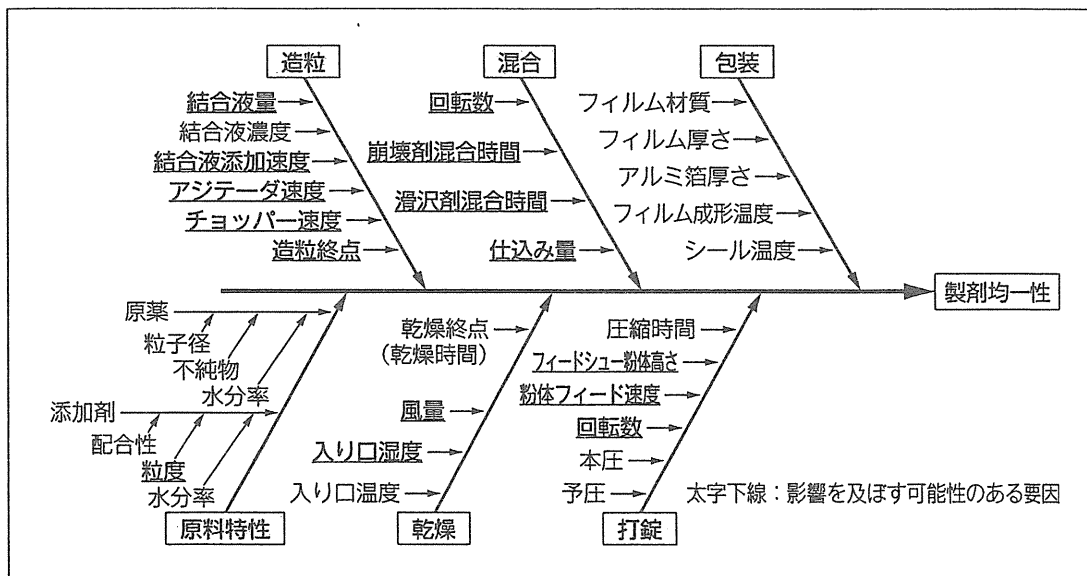 造粒
結合液量
結合液濃度
結合液添加速度
アジテーダ速度
チョッパー速度
造粒終点
混合
回転数
崩壊剤混合時間
滑沢剤混合時間
仕込み量
包装
フィルム材質
フィルム厚さ
アルミ箔厚さ
フィルム成形温度
シール温度
製剤均一性
原薬
粒子径
不純物
水分率
添加剤
配合性
粒度
水分率
原料特性
乾燥終点
(乾燥時間)
風量
入り口湿度
入り口温度
乾燥
圧縮時間
フィードシュー粉体高さ
粉体フィード速度
回転数
本圧
予圧
打錠
太字下線：影響を及ぼす可能性のある要因